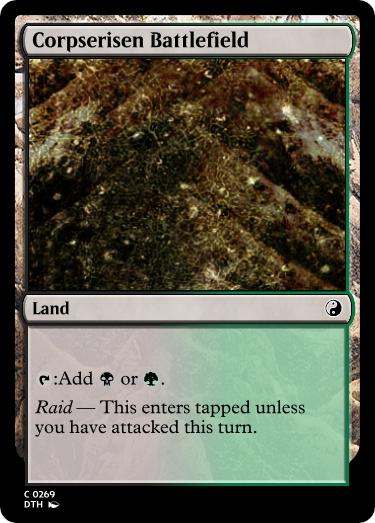 Corpserisen Battlefield
Land
:Add or .
Raid — This enters tapped unless
you have attacked this turn.
C 0269
DTH